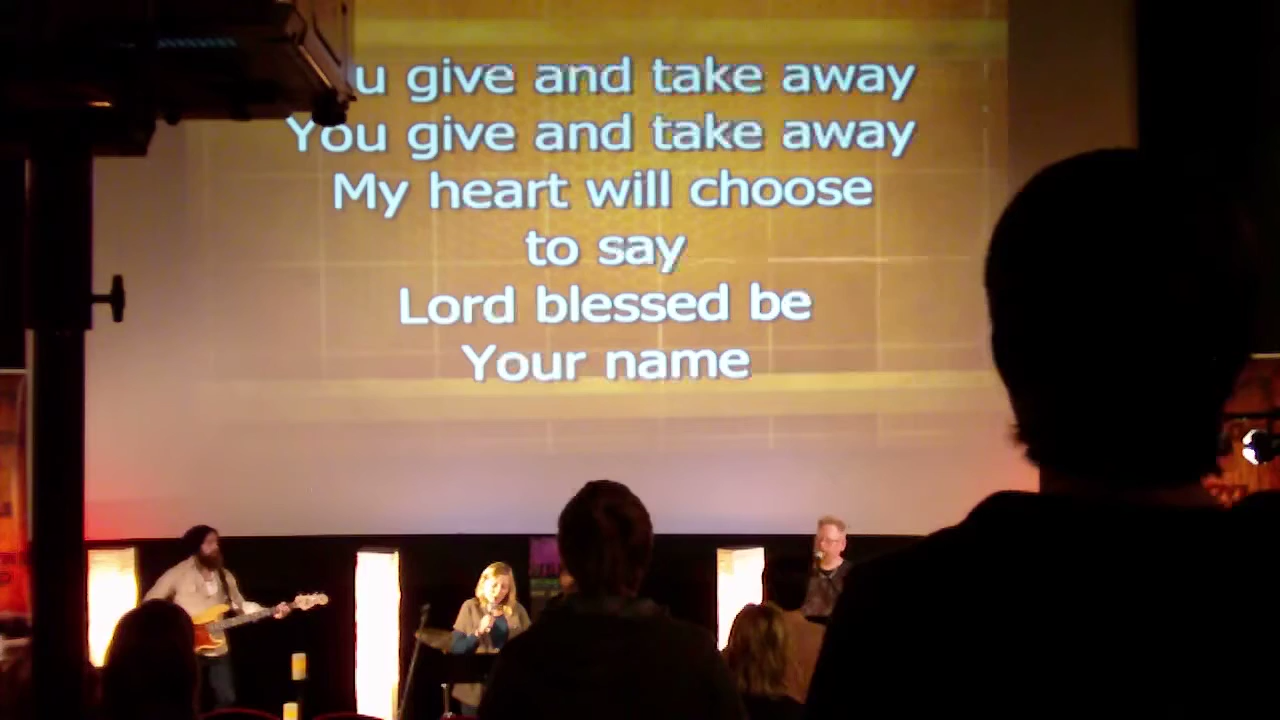 u give and take away
You give and take away
My heart will choose
to say
Lord blessed be
Your name